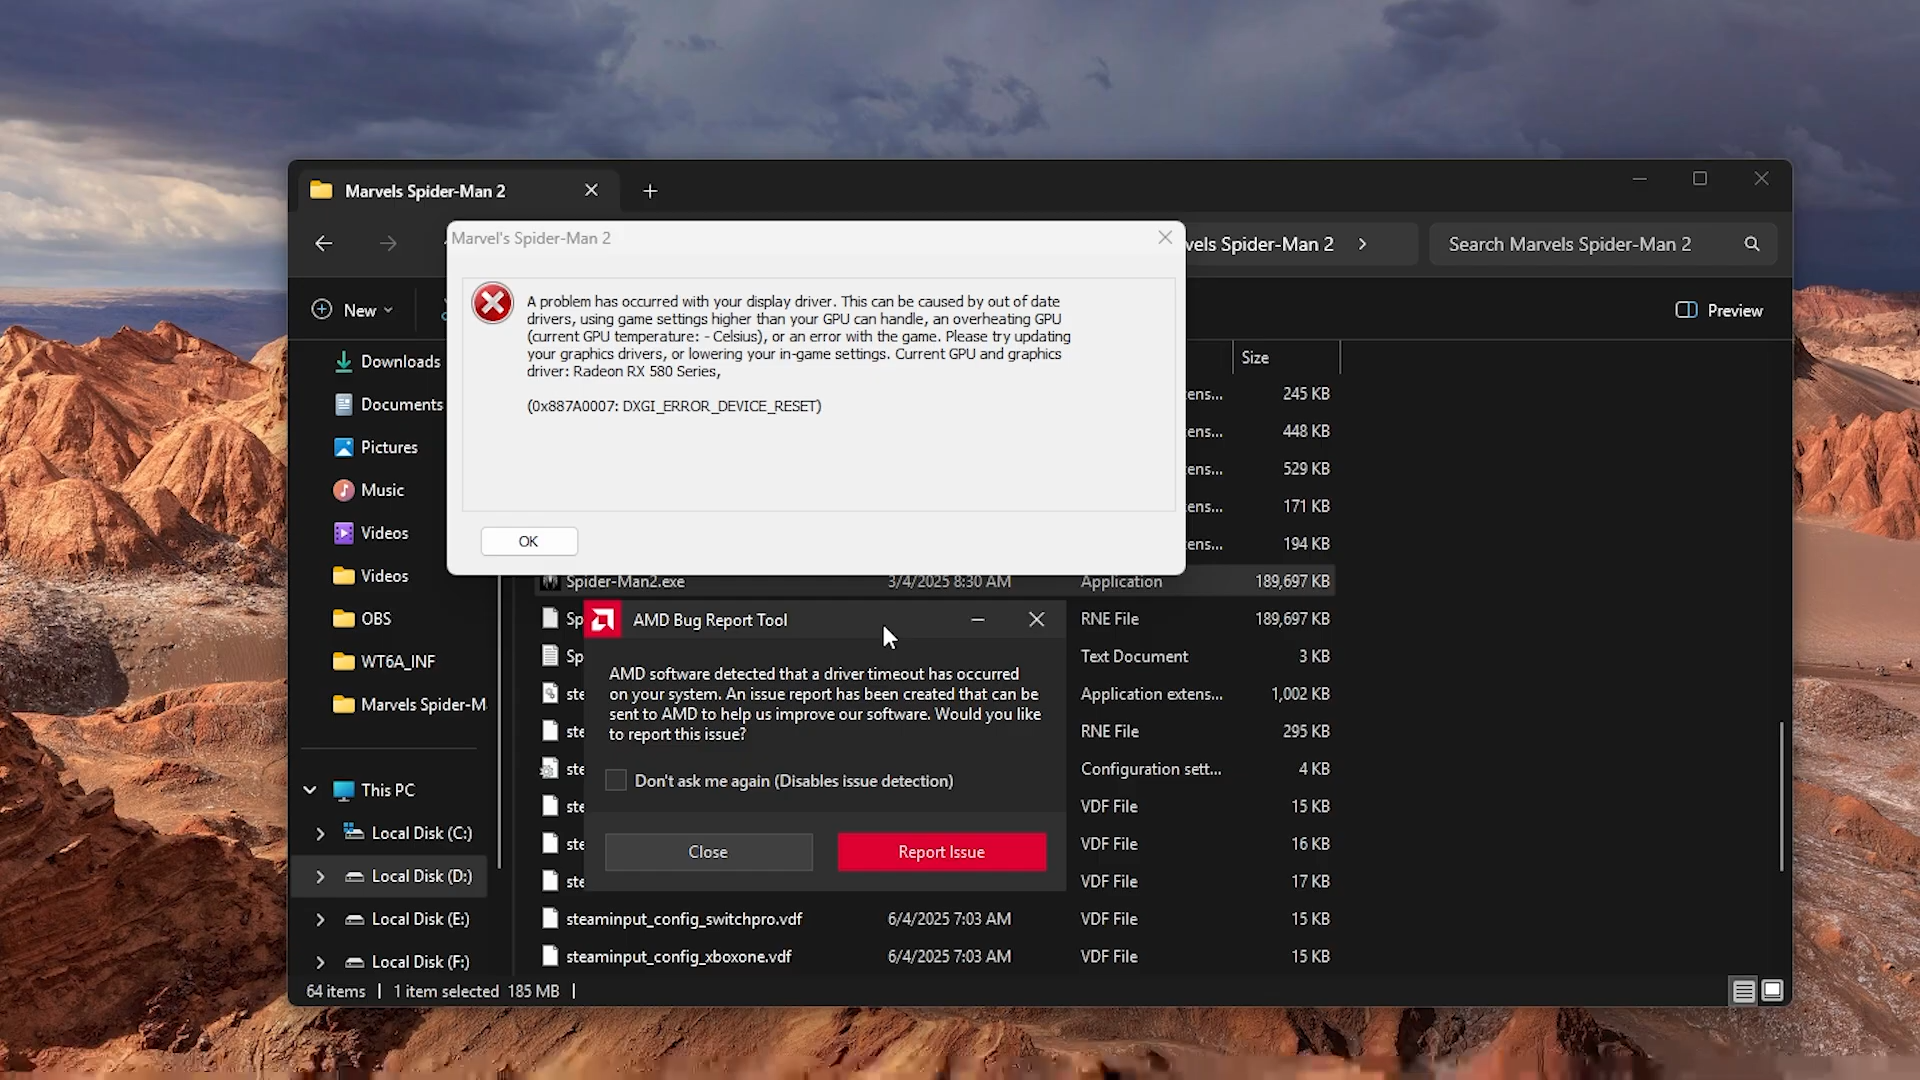 Marvels Spider-Man 2
vels Spider-Man 2
Search Marvels Spider-Man 2
Marvel's Spider-Man 2
A problem has occurred with your display driver. This can be caused by out of date
drivers, using game settings higher than your GPU can handle, an overheating GPU
(current GPU temperature: - Celsius), or an error with the game. Please try updating
your graphics drivers, or lowering your in-game settings. Current GPU and graphics
driver: Radeon RX 580 Series,
(0x887A0007: DXGI_ERROR_DEVICE_RESET)
OK
New
Preview
Downloads
Documents
Pictures
Music
Videos
Videos
OBS
WT6A_INF
Marvels Spider-M
This PC
Local Disk (C:)
Local Disk (D:)
Local Disk (E:)
Local Disk (F:)
Size
ens... 245 KB
ens... 448 KB
ens... 529 KB
ens... 171 KB
ens... 194 KB
Spider-Man2.exe 3/4/2025 8:30 AM Application 189,697 KB
Sp RNE File 189,697 KB
Sp Text Document 3 KB
ste Application extens... 1,002 KB
ste RNE File 295 KB
ste Configuration sett... 4 KB
ste VDF File 15 KB
ste VDF File 16 KB
ste VDF File 17 KB
steaminput_config_switchpro.vdf 6/4/2025 7:03 AM VDF File 15 KB
steaminput_config_xboxone.vdf 6/4/2025 7:03 AM VDF File 15 KB
AMD Bug Report Tool
AMD software detected that a driver timeout has occurred
on your system. An issue report has been created that can be
sent to AMD to help us improve our software. Would you like
to report this issue?
Don't ask me again (Disables issue detection)
Close
Report Issue
64 items | 1 item selected 185 MB |